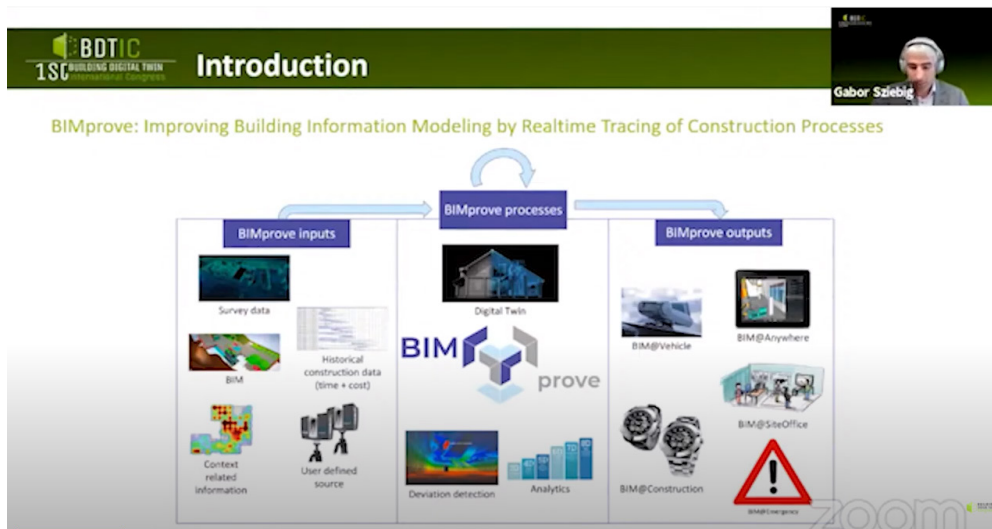 BDTIC
1ST BUILDING DIGITAL TWIN
International Congress
Introduction
Gabor Sziebig
BIMprove: Improving Building Information Modeling by Realtime Tracing of Construction Processes
BIMprove processes
BIMprove inputs
BIMprove outputs
Survey data
Digital Twin
BIM@Vehicle
BIM@Anywhere
BIM
Historical
construction data
(time + cost)
BIM
prove
BIM@SiteOffice
Context
related
information
User defined
source
Deviation detection
Analytics
BIM@Construction
BIM@Emergency
zoom